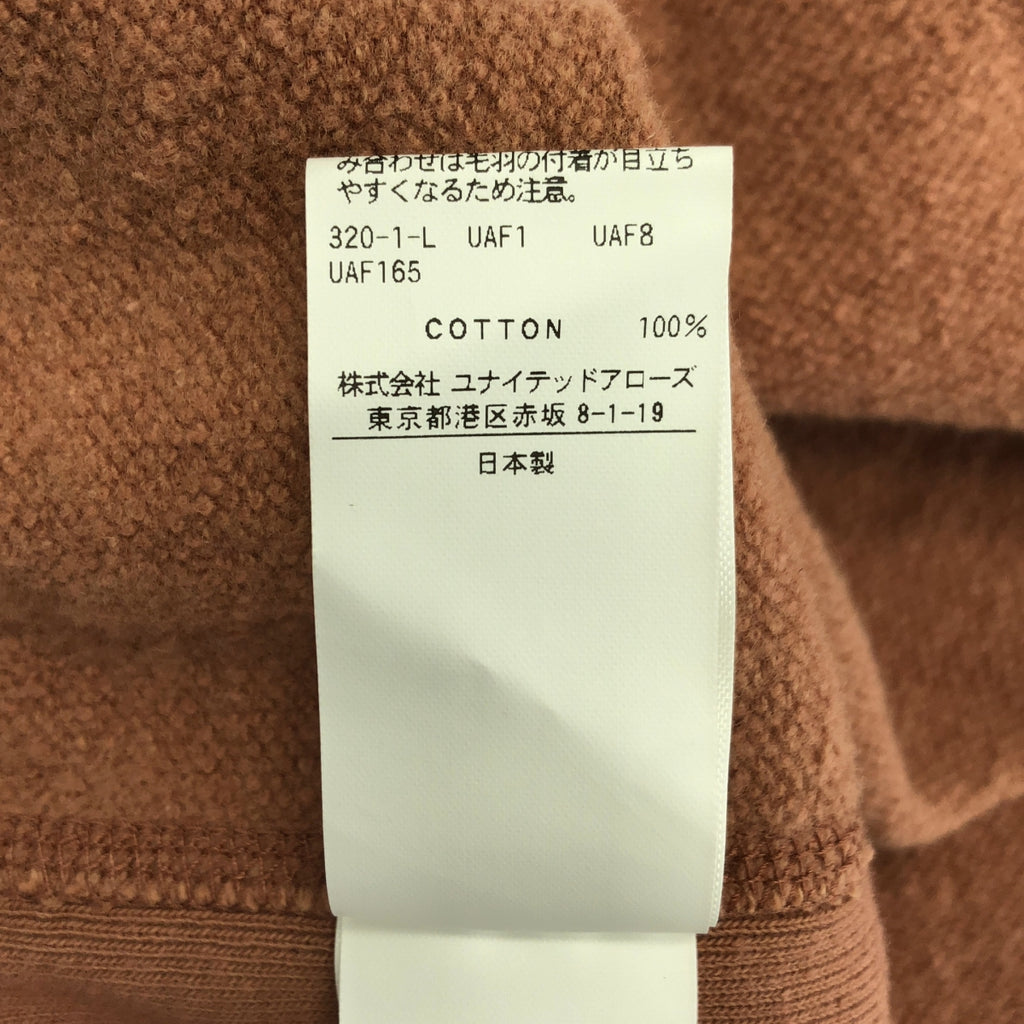 み合わせは毛羽の付着が目立ち
やすくなるため注意。
320-1-L UAF1 UAF8
UAF165
COTTON 100%
株式会社 ユナイテッドアローズ
東京都港区赤坂 8-1-19
日本製